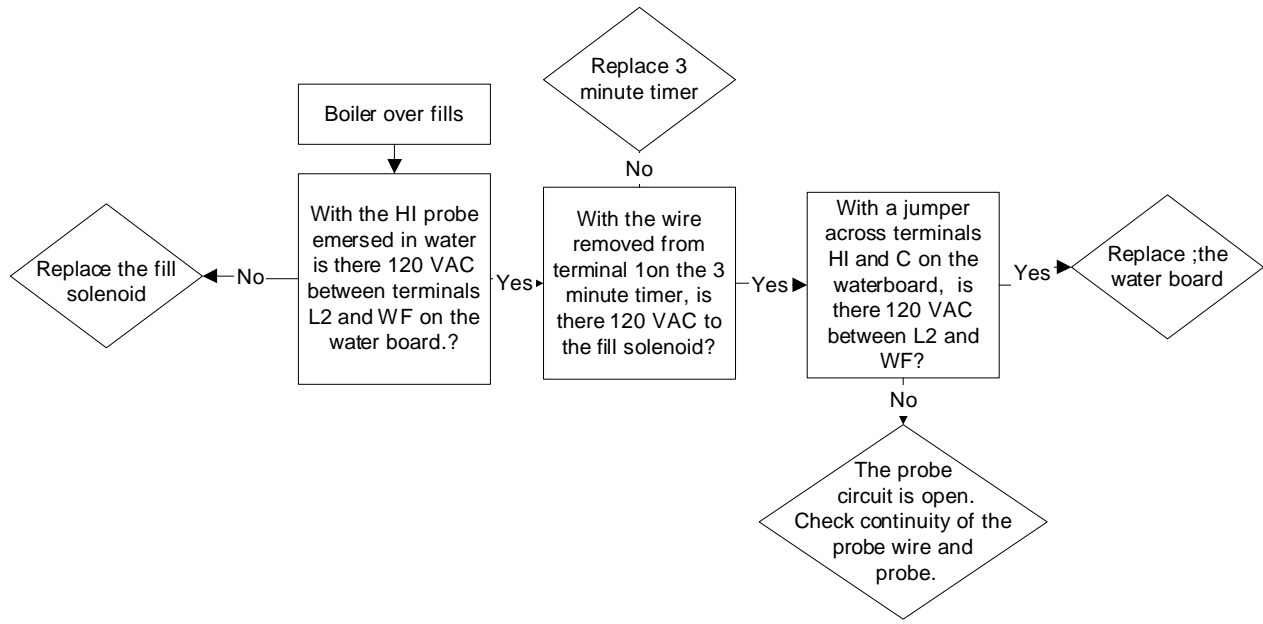 Boiler over fills
With the HI probe
emersed in water
is there 120 VAC
between terminals
L2 and WF on the
water board.?
No
Replace the fill
solenoid
Yes
With the wire
removed from
terminal 1on the 3
minute timer, is
there 120 VAC to
the fill solenoid?
No
Replace 3
minute timer
Yes
With a jumper
across terminals
HI and C on the
waterboard, is
there 120 VAC
between L2 and
WF?
Yes
Replace ;the
water board
No
The probe
circuit is open.
Check continuity of the
probe wire and
probe.